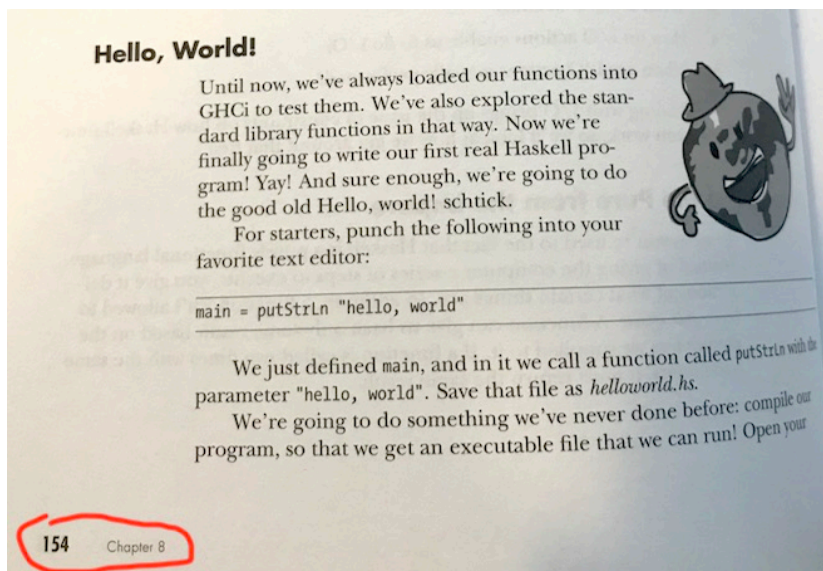 Hello, World!
Until now, we've always loaded our functions into
GHCi to test them. We've also explored the stan-
dard library functions in that way. Now we're
finally going to write our first real Haskell pro-
gram! Yay! And sure enough, we're going to do
the good old Hello, world! schtick.
For starters, punch the following into your
favorite text editor:
main = putStrLn "hello, world"
We just defined main, and in it we call a function called putStrLn with the
parameter "hello, world". Save that file as helloworld.hs.
We're going to do something we've never done before: compile our
program, so that we get an executable file that we can run! Open your
154 Chapter 8